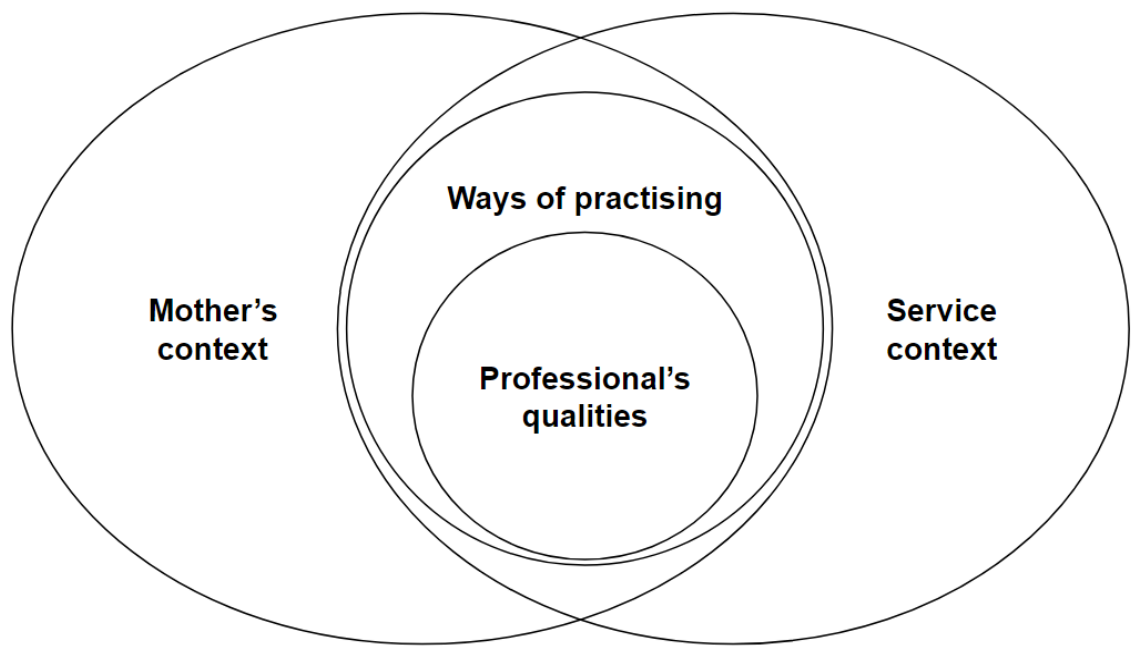 Ways of practising
Mother’s
context
Professional’s
qualities
Service
context